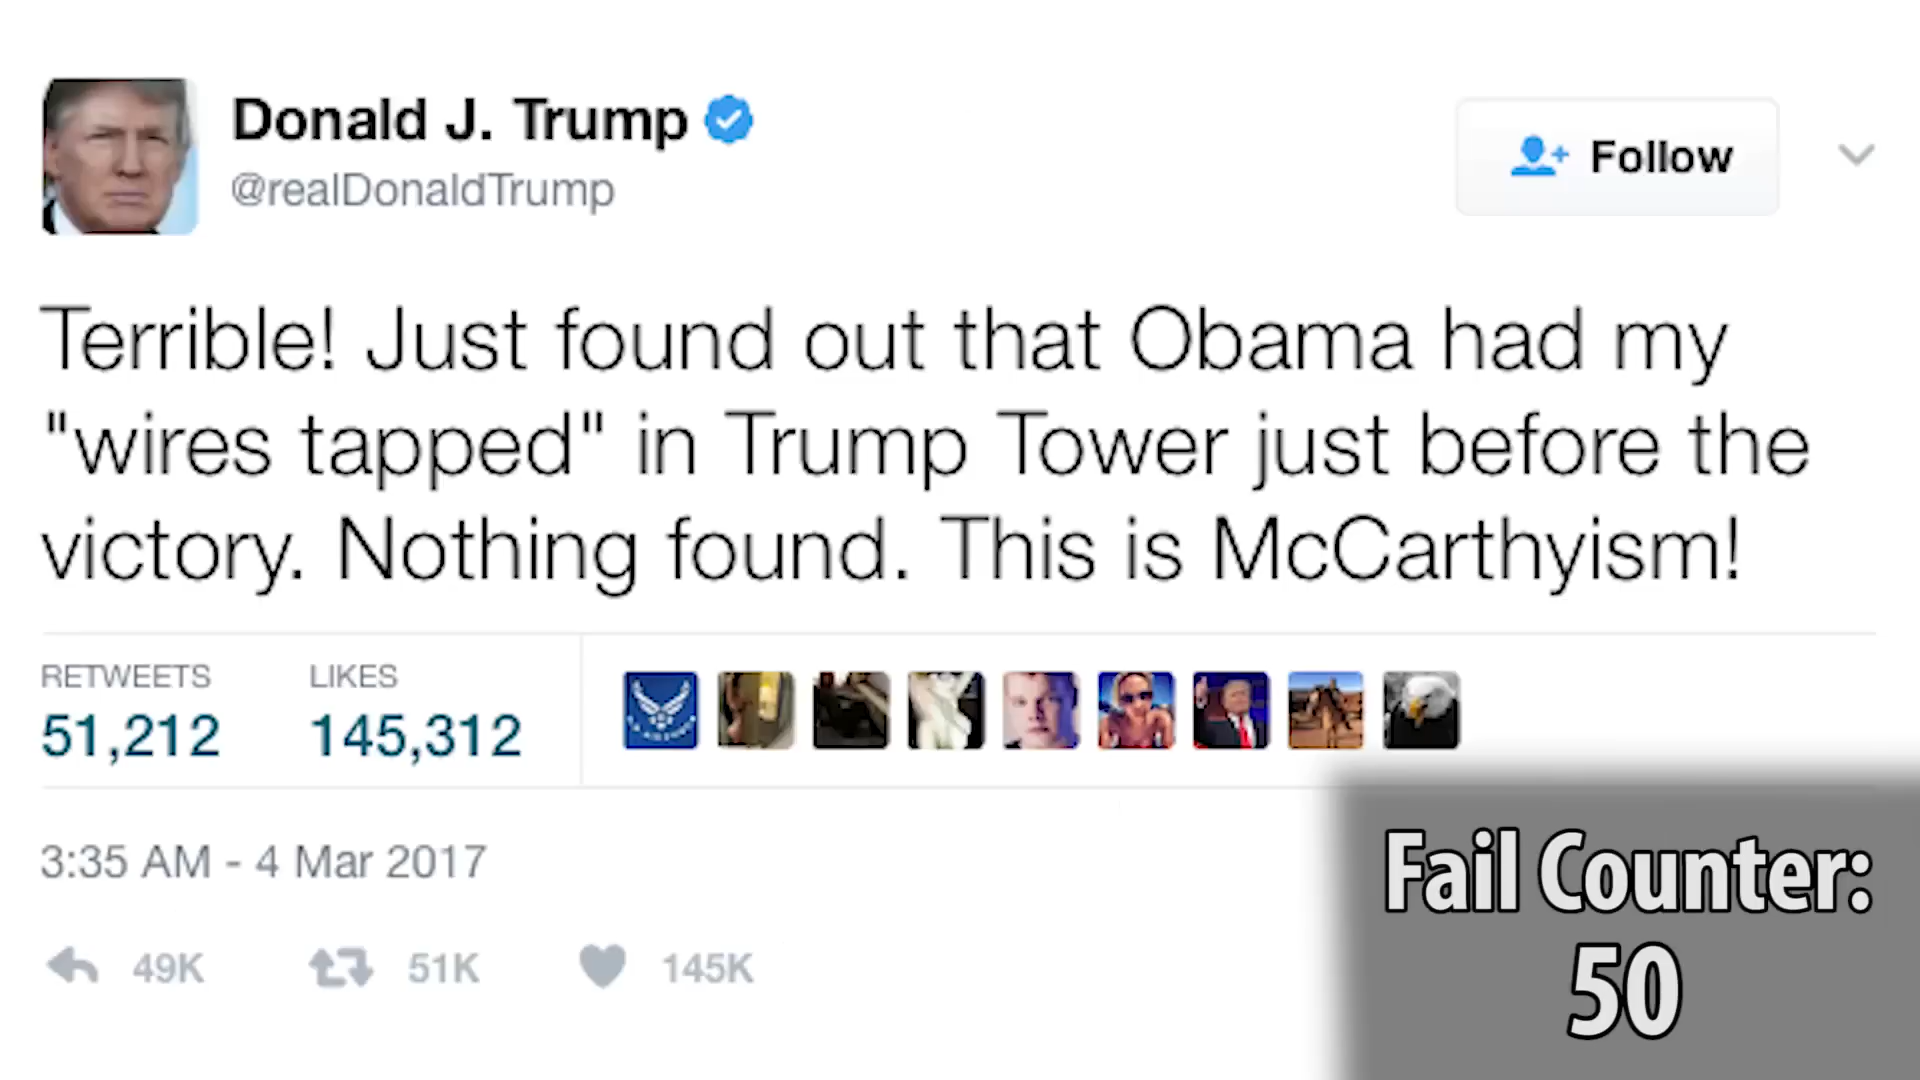 Donald J. Trump
@realDonaldTrump
Follow
Terrible! Just found out that Obama had my
"wires tapped" in Trump Tower just before the
victory. Nothing found. This is McCarthyism!
RETWEETS LIKES
51,212 145,312
3:35 AM - 4 Mar 2017
49K 51K 145K
Fail Counter:
50